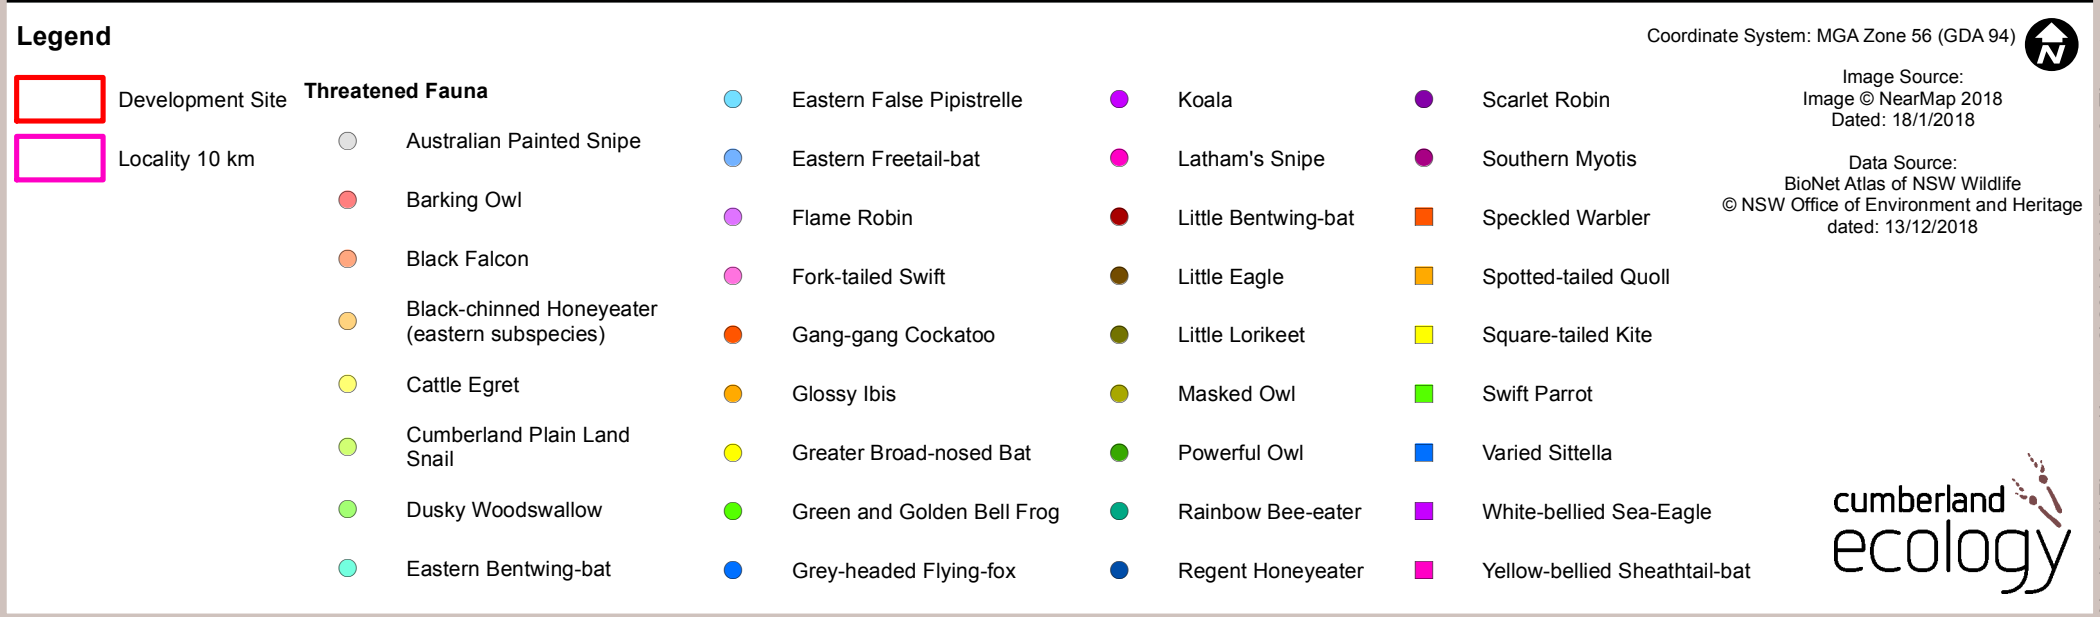 Legend
Development Site
Locality 10 km
Threatened Fauna
Australian Painted Snipe
Barking Owl
Black Falcon
Black-chinned Honeyeater
(eastern subspecies)
Cattle Egret
Cumberland Plain Land
Snail
Dusky Woodswallow
Eastern Bentwing-bat
Eastern False Pipistrelle
Eastern Freetail-bat
Flame Robin
Fork-tailed Swift
Gang-gang Cockatoo
Glossy Ibis
Greater Broad-nosed Bat
Green and Golden Bell Frog
Grey-headed Flying-fox
Koala
Latham's Snipe
Little Bentwing-bat
Little Eagle
Little Lorikeet
Masked Owl
Powerful Owl
Rainbow Bee-eater
Regent Honeyeater
Scarlet Robin
Southern Myotis
Speckled Warbler
Spotted-tailed Quoll
Square-tailed Kite
Swift Parrot
Varied Sittella
White-bellied Sea-Eagle
Yellow-bellied Sheathtail-bat
Coordinate System: MGA Zone 56 (GDA 94)
N
Image Source:
Image © NearMap 2018
Dated: 18/1/2018
Data Source:
BioNet Atlas of NSW Wildlife
© NSW Office of Environment and Heritage
dated: 13/12/2018
cumberland
ecology